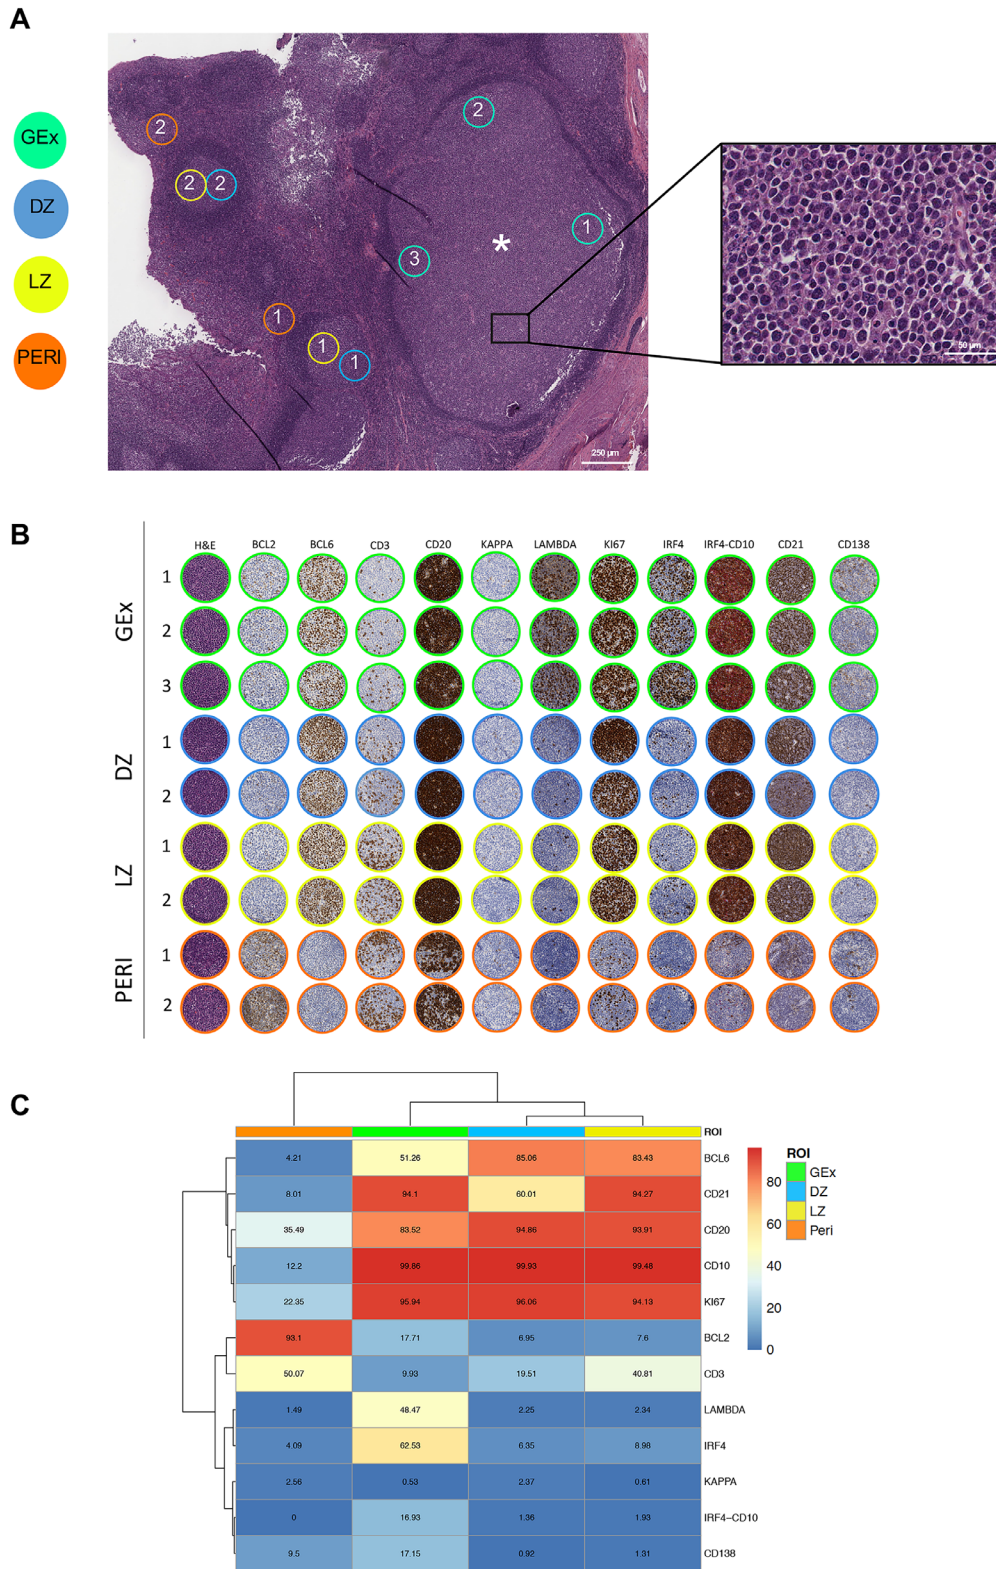 A
GEx
DZ
LZ
PERI
2
2
2
2
1
3
*
1
1
1
250 µm
50 µm
B
H&E BCL2 BCL6 CD3 CD20 KAPPA LAMBDA KI67 IRF4 IRF4-CD10 CD21 CD138
GEx
1
2
3
DZ
1
2
LZ
1
2
PERI
1
2
C
ROI
4.21 51.26 85.06 83.43 BCL6
8.01 94.1 60.01 94.27 CD21
35.49 83.52 94.86 93.91 CD20
12.2 99.86 99.93 99.48 CD10
22.35 95.94 96.06 94.13 KI67
93.1 17.71 6.95 7.6 BCL2
50.07 9.93 19.51 40.81 CD3
1.49 48.47 2.25 2.34 LAMBDA
4.09 62.53 6.35 8.98 IRF4
2.56 0.53 2.37 0.61 KAPPA
0 16.93 1.36 1.93 IRF4-CD10
9.5 17.15 0.92 1.31 CD138
80
60
40
20
0
ROI
GEx
DZ
LZ
Peri